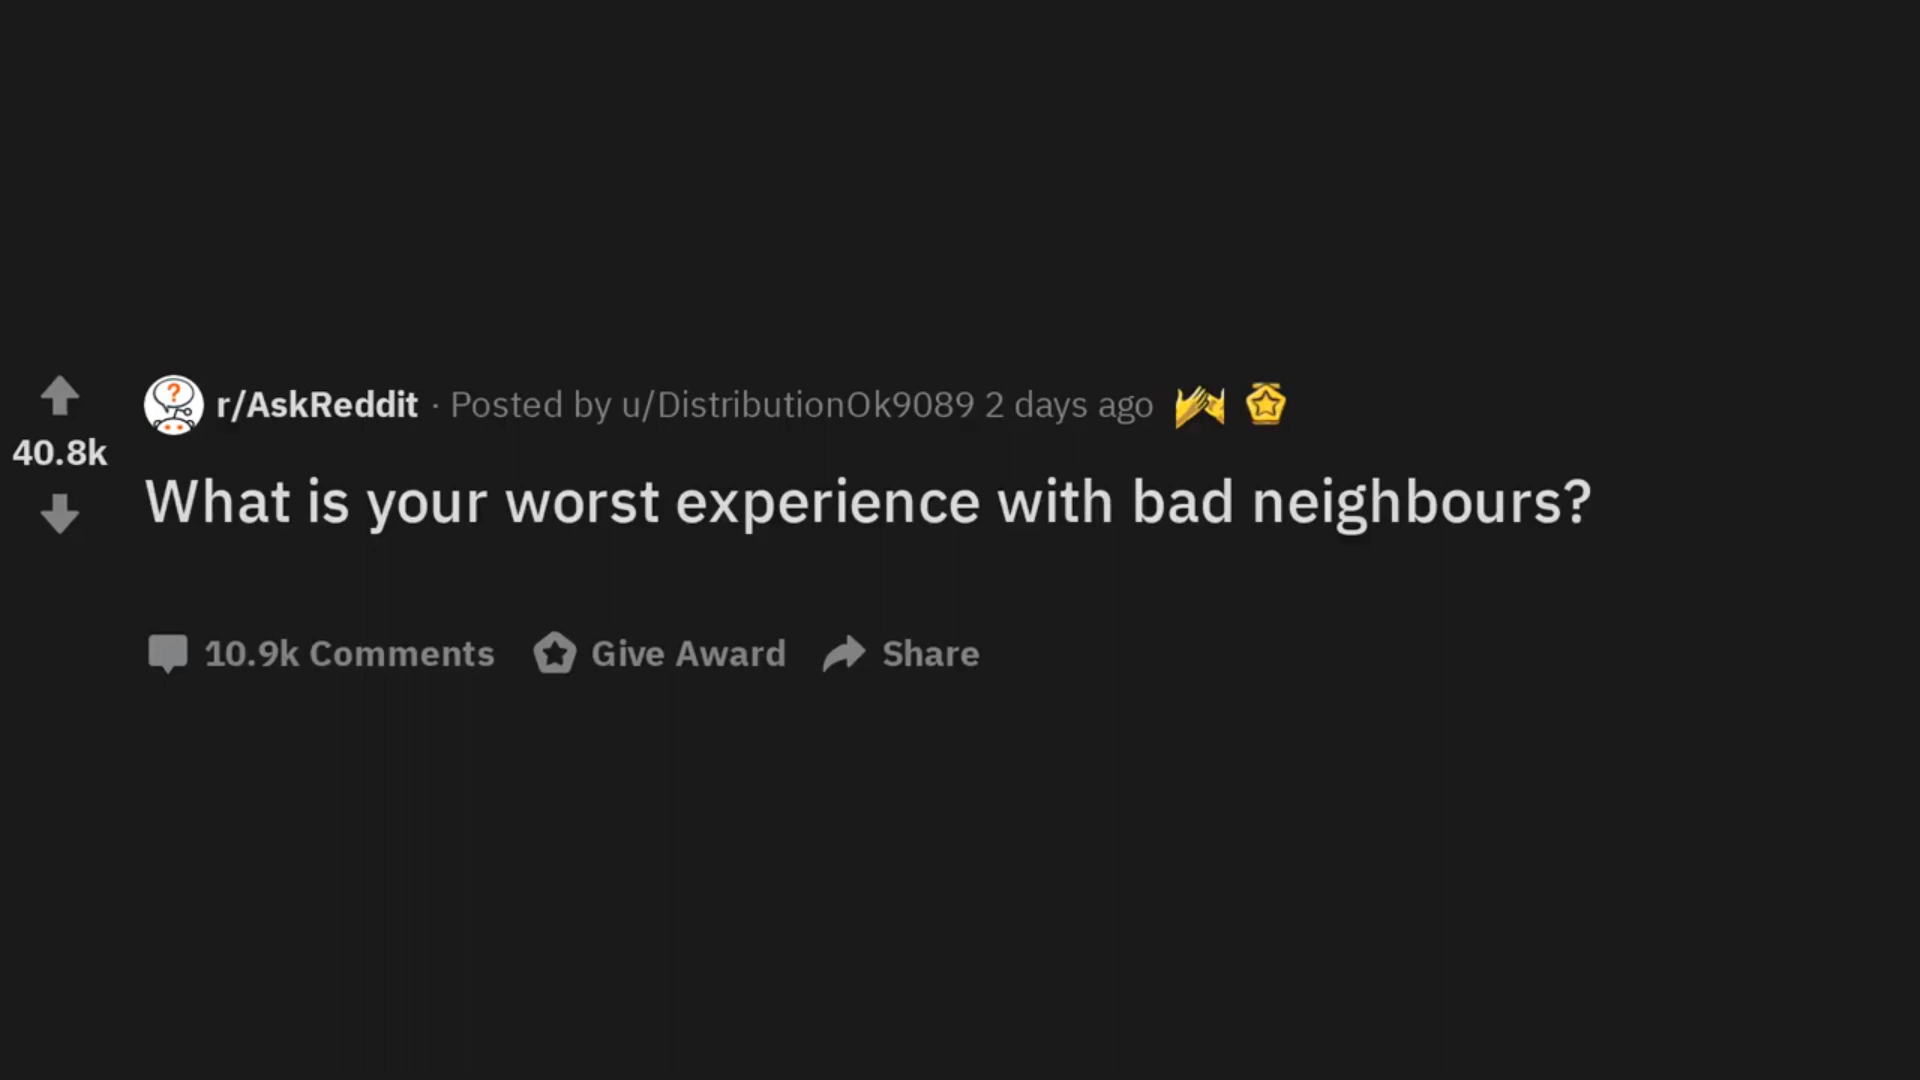 r/AskReddit · Posted by u/DistributionOk9089 2 days ago
40.8k
What is your worst experience with bad neighbours?
10.9k Comments Give Award Share